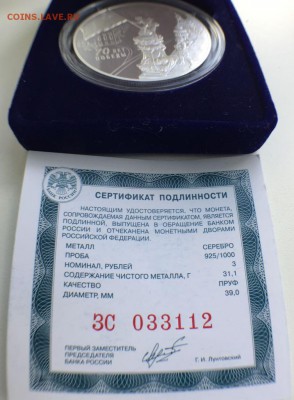 COINS.LAVE.RU
70 ЛЕТ
СЕРТИФИКАТ ПОДЛИННОСТИ
НАСТОЯЩИМ УДОСТОВЕРЯЕТСЯ, ЧТО МОНЕТА,
СОПРОВОЖДАЕМАЯ ДАННЫМ СЕРТИФИКАТОМ, ЯВЛЯЕТСЯ
ПОДЛИННОЙ, ВЫПУЩЕНА В ОБРАЩЕНИЕ БАНКОМ
РОССИИ И ОТЧЕКАНЕНА МОНЕТНЫМИ ДВОРАМИ
РОССИЙСКОЙ ФЕДЕРАЦИИ.
МЕТАЛЛ СЕРЕБРО
ПРОБА 925/1000
НОМИНАЛ, РУБЛЕЙ 3
СОДЕРЖАНИЕ ЧИСТОГО МЕТАЛЛА, Г 31,1
КАЧЕСТВО ПРУФ
ДИАМЕТР, ММ 39,0
ЗС 033112
ПЕРВЫЙ ЗАМЕСТИТЕЛЬ
ПРЕДСЕДАТЕЛЯ
БАНКА РОССИИ Г. И. Лунтовский